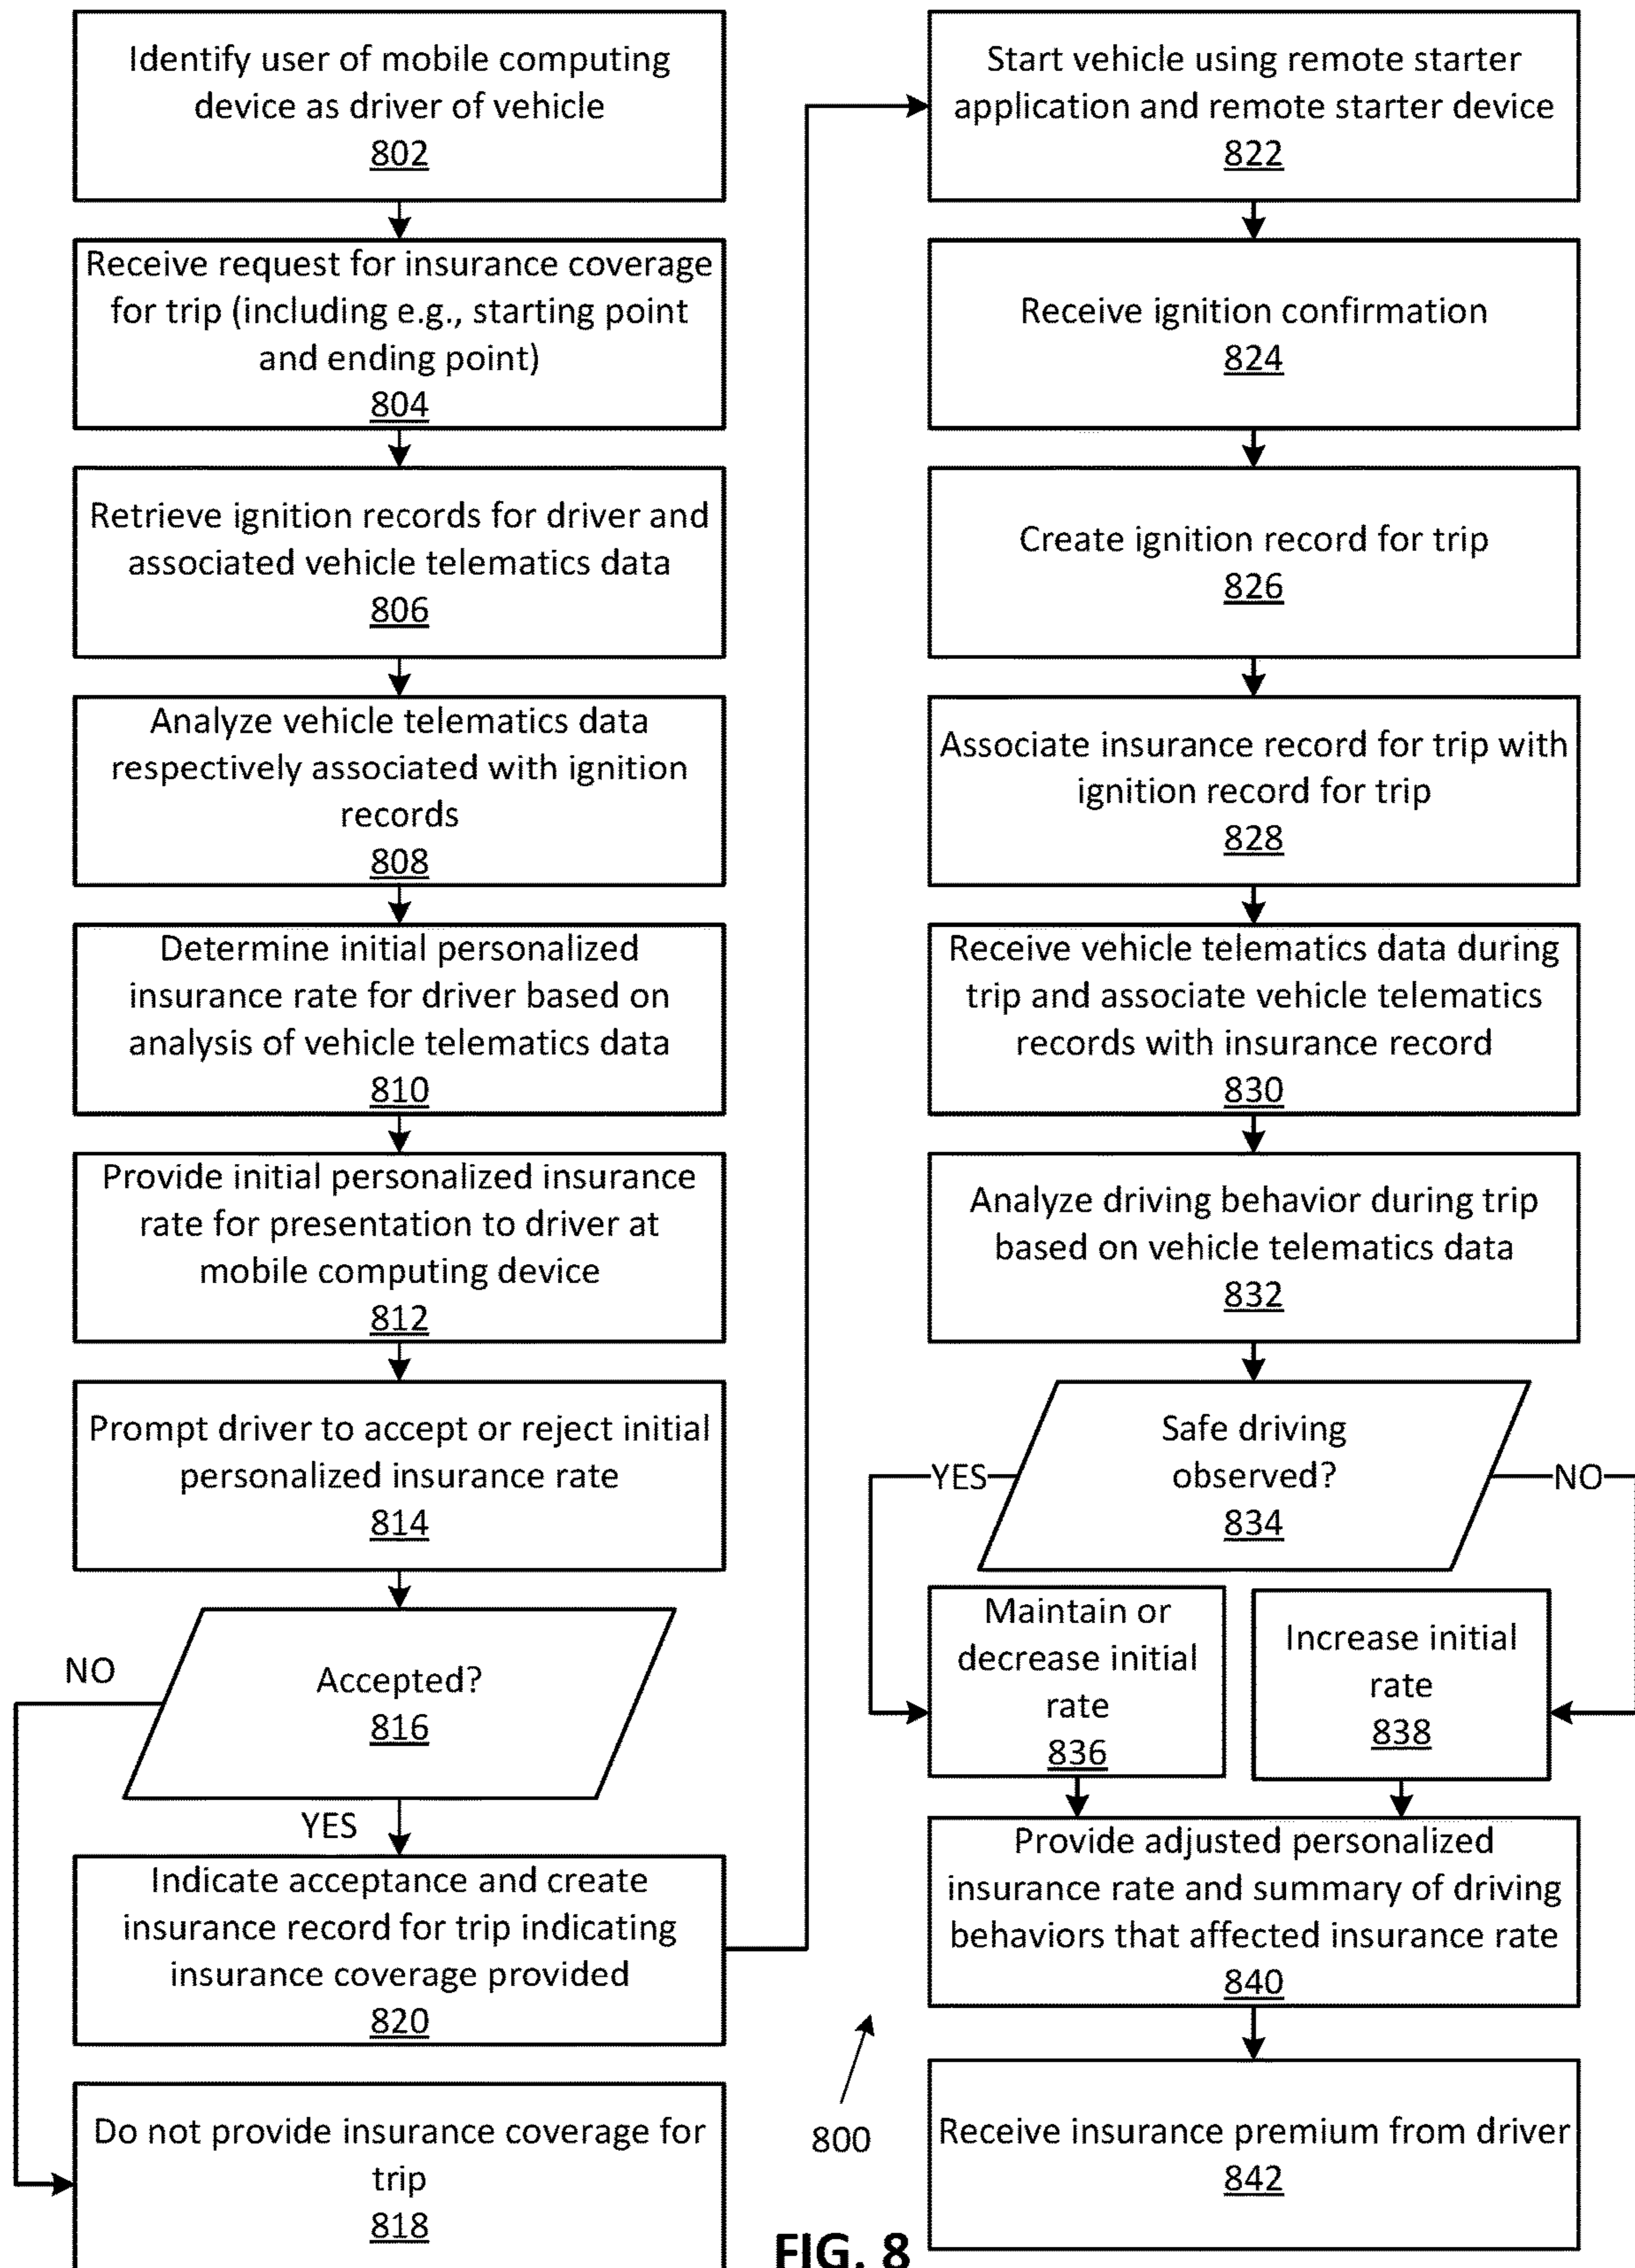 Identify user of mobile computing
device as driver of vehicle
802
Receive request for insurance coverage
for trip (including e.g., starting point
and ending point)
804
Retrieve ignition records for driver and
associated vehicle telematics data
806
Analyze vehicle telematics data
respectively associated with ignition
records
808
Determine initial personalized
insurance rate for driver based on
analysis of vehicle telematics data
810
Provide initial personalized insurance
rate for presentation to driver at
mobile computing device
812
Prompt driver to accept or reject initial
personalized insurance rate
814
NO
Accepted?
816
YES
Indicate acceptance and create
insurance record for trip indicating
insurance coverage provided
820
Do not provide insurance coverage for
trip
818
Start vehicle using remote starter
application and remote starter device
822
Receive ignition confirmation
824
Create ignition record for trip
826
Associate insurance record for trip with
ignition record for trip
828
Receive vehicle telematics data during
trip and associate vehicle telematics
records with insurance record
830
Analyze driving behavior during trip
based on vehicle telematics data
832
Safe driving
observed?
834
YES
NO
Maintain or
decrease initial
rate
836
Increase initial
rate
838
Provide adjusted personalized
insurance rate and summary of driving
behaviors that affected insurance rate
840
Receive insurance premium from driver
842
800
FIG. 8